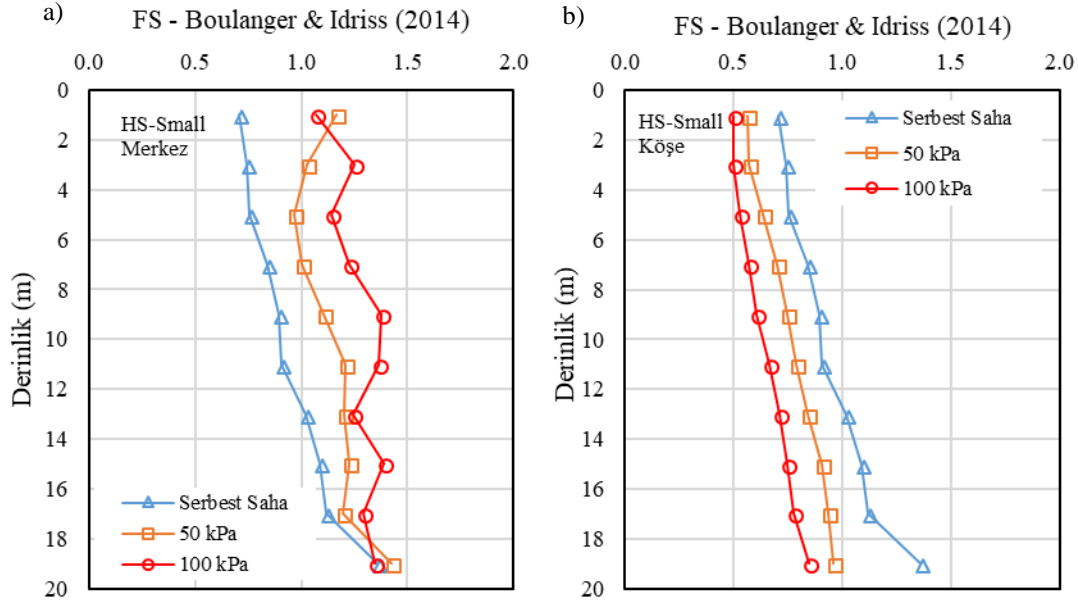 a)
FS - Boulanger & Idriss (2014)
0.0 0.5 1.0 1.5 2.0
0
2
4
6
8
10
12
14
16
18
20
Derinlik (m)
HS-Small
Merkez
Serbest Saha
50 kPa
100 kPa
b)
FS - Boulanger & Idriss (2014)
0.0 0.5 1.0 1.5 2.0
0
2
4
6
8
10
12
14
16
18
20
Derinlik (m)
HS-Small
Köşe
Serbest Saha
50 kPa
100 kPa